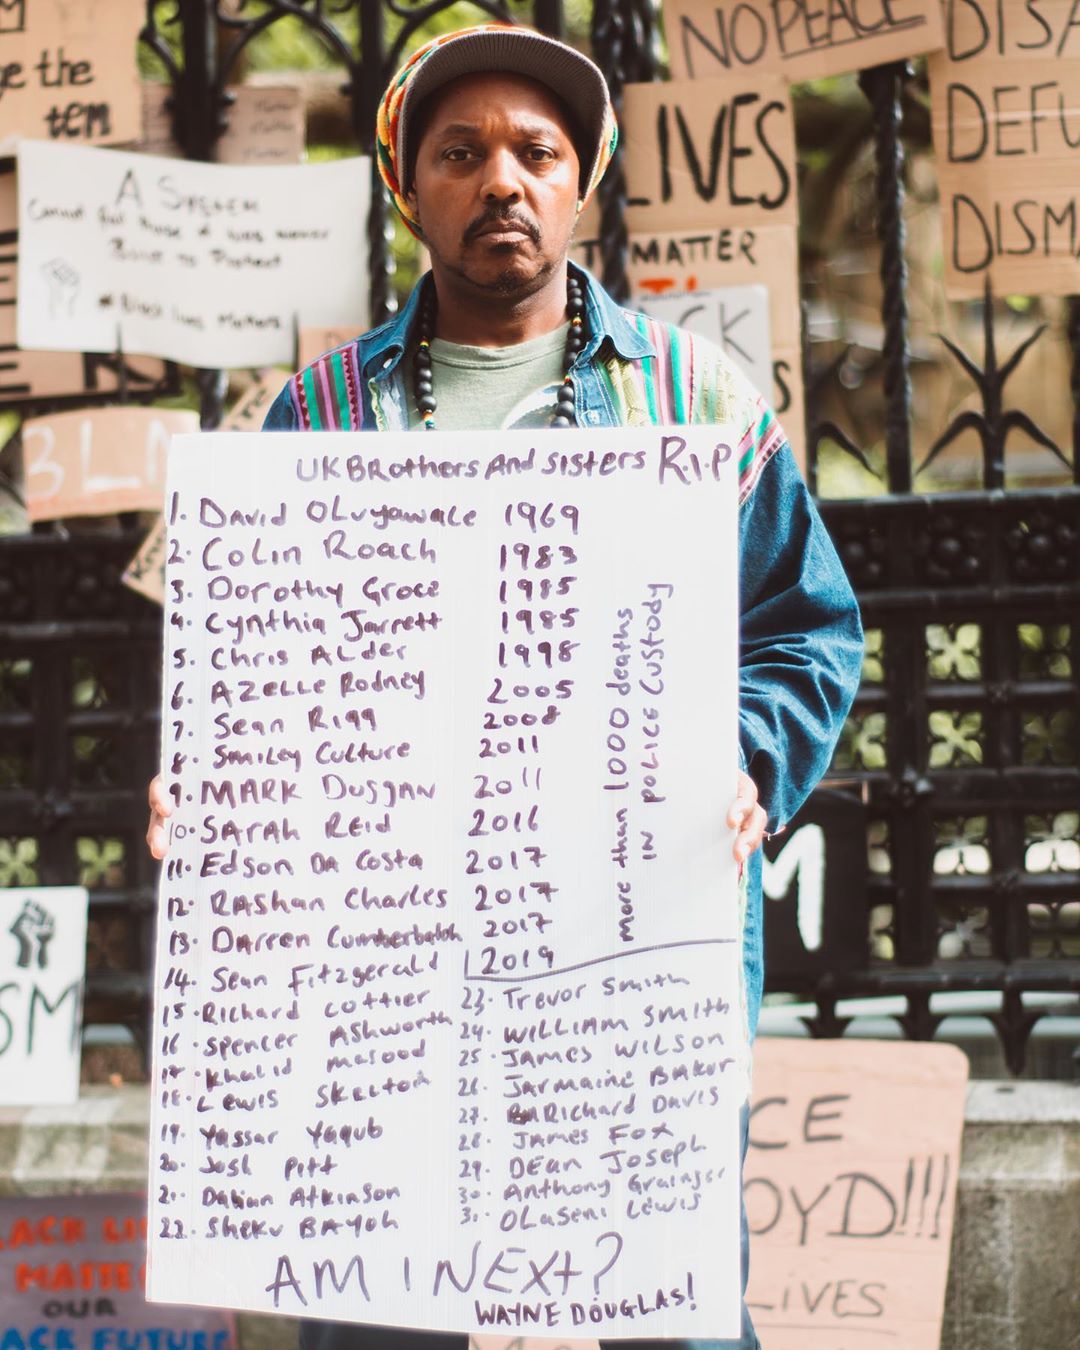 ge the
tem
NO PEACE
LIVES
MATTER
DISA
DEFU
DISMA
A SYSTEM
Cannot fail those it was never
Built to Protect
#Black Lives Matters
CK
BLM
UK BRothers And sisters R.I.P
1. David OLuyawale 1969
2. Colin Roach 1983
3. Dorothy Groce 1985
4. Cynthia Jarrett 1985
5. Chris ALder 1998
6. AZELLE Rodney 2005
7. Sean Rigg 2008
8. Smiley Culture 2011
9. MARK Duggan 2011
10. SARAH REid 2016
11. Edson DA Costa 2017
12. RAShan Charles 2017
13. Darren Cumberbatch 2017
14. Sean Fitzgerald 2019
15. Richard Cottier
16. Spencer Ashworth
17. Khalid masood
18. Lewis Skelton
19. Yassar Yaqub
20. Josh Pitt
21. Dalian Atkinson
22. Sheku BAyoh
more than 1000 deaths
in POLICE CUStODY
23. Trevor Smith
24. WILLIAM Smith
25. JAMES WILSON
26. Jarmaine BAKer
27. Richard Davis
28. JAMES FOX
29. DEan JOSEPh
30. Anthony Grainger
31. OLaseni Lewis
AM I NEXT?
WAYNE DOUGLAS!
M
SM
CE
OYD!!!
LIVES
LACK LI
MATTE
OUR
ACK FUTURE